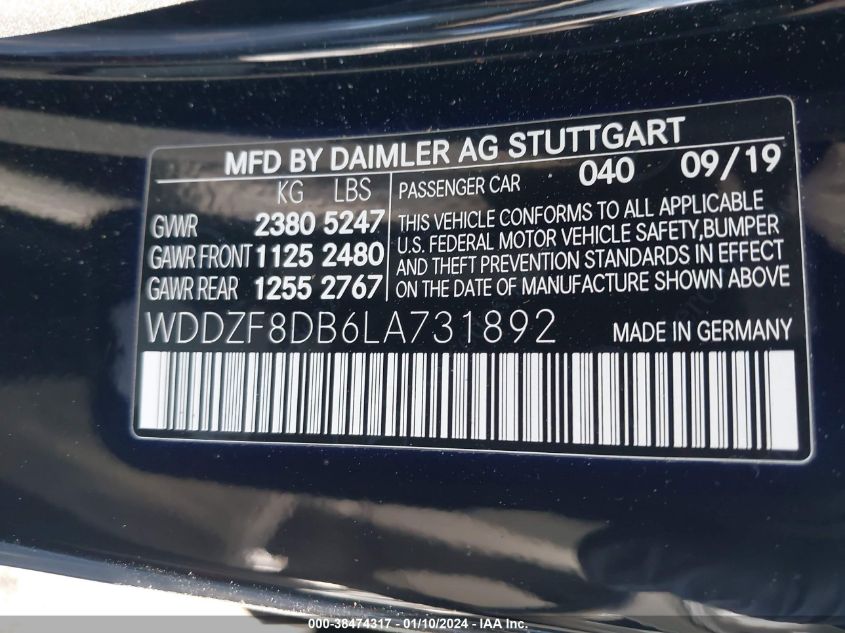 MFD BY DAIMLER AG STUTTGART
KG LBS PASSENGER CAR 040 09/19
GVWR 2380 5247
GAWR FRONT 1125 2480
GAWR REAR 1255 2767
THIS VEHICLE CONFORMS TO ALL APPLICABLE
U.S. FEDERAL MOTOR VEHICLE SAFETY,BUMPER
AND THEFT PREVENTION STANDARDS IN EFFECT
ON THE DATE OF MANUFACTURE SHOWN ABOVE
WDDZF8DB6LA731892 MADE IN GERMANY
000-38474317 - 01/10/2024 - IAA Inc.